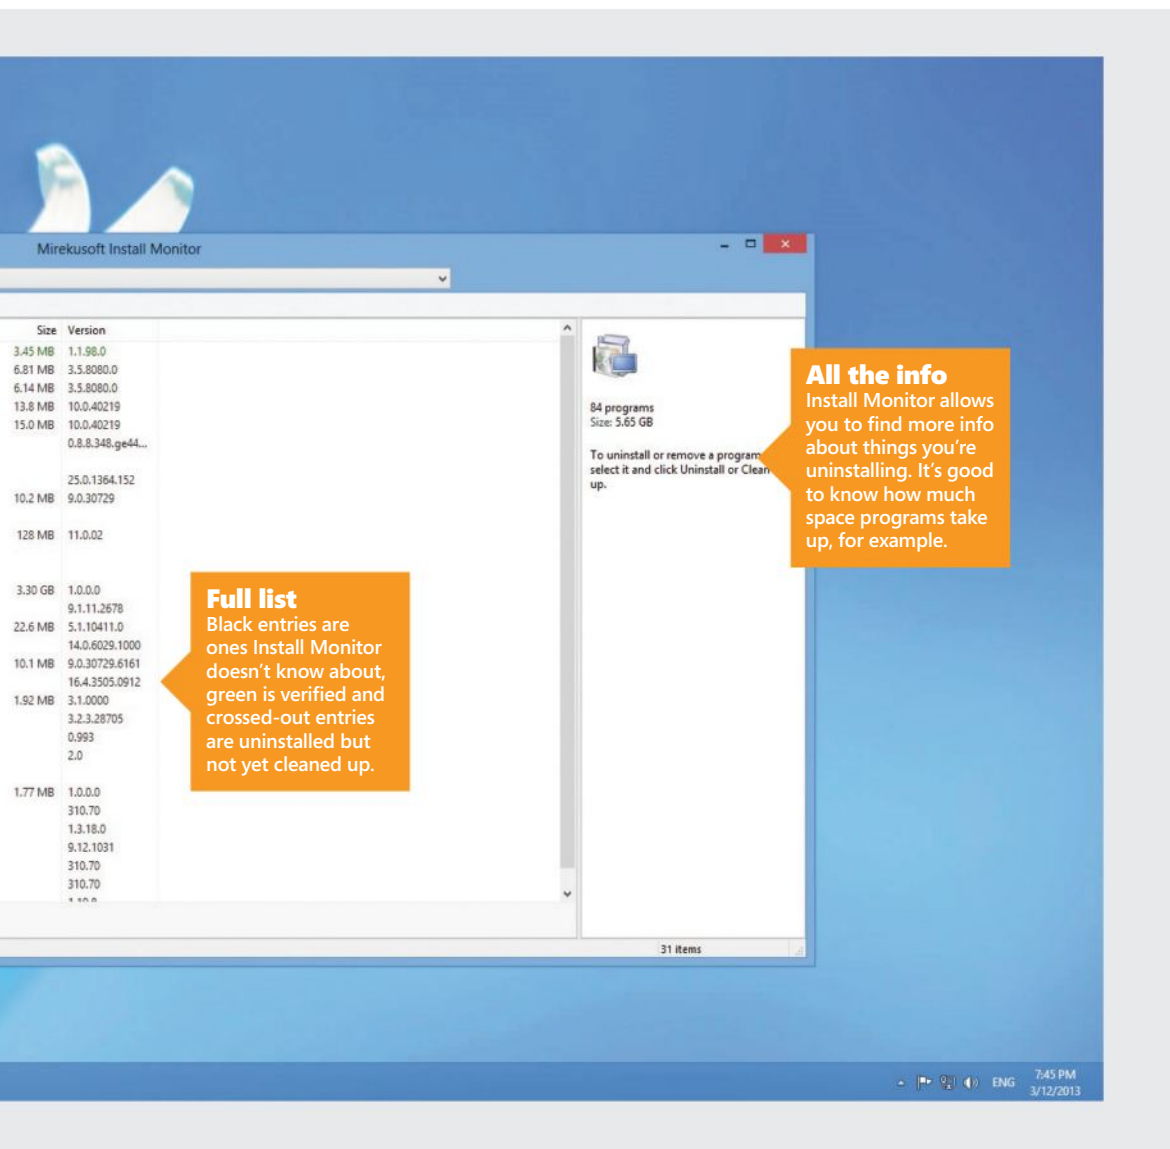 Mirekusoft Install Monitor
Size Version
3.45 MB 1.1.98.0
6.81 MB 3.5.8080.0
6.14 MB 3.5.8080.0
13.8 MB 10.0.40219
15.0 MB 10.0.40219
0.8.8.348.ge44...
25.0.1364.152
10.2 MB 9.0.30729
128 MB 11.0.02
3.30 GB 1.0.0.0
9.1.11.2678
22.6 MB 5.1.10411.0
14.0.6029.1000
10.1 MB 9.0.30729.6161
16.4.3505.0912
1.92 MB 3.1.0000
3.2.3.28705
0.993
2.0
1.77 MB 1.0.0.0
310.70
1.3.18.0
9.12.1031
310.70
310.70
Full list
Black entries are
ones Install Monitor
doesn't know about,
green is verified and
crossed-out entries
are uninstalled but
not yet cleaned up.
84 programs
Size: 5.65 GB
To uninstall or remove a program
select it and click Uninstall or Clean
up.
All the info
Install Monitor allows
you to find more info
about things you're
uninstalling. It's good
to know how much
space programs take
up, for example.
31 items
ENG
7:45 PM
3/12/2013